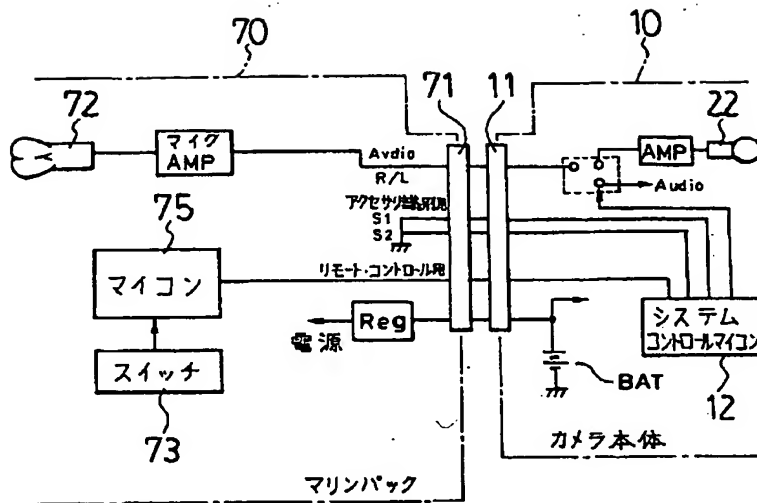 70
10
72
71
11
22
マイク
AMP
Avdio
R/L
AMP
Audio
75
S1
S2
マイコン
リモート・コントロール用
Reg
電源
システム
コントロールマイコン
スイッチ
BAT
12
73
カメラ本体
マリンパック